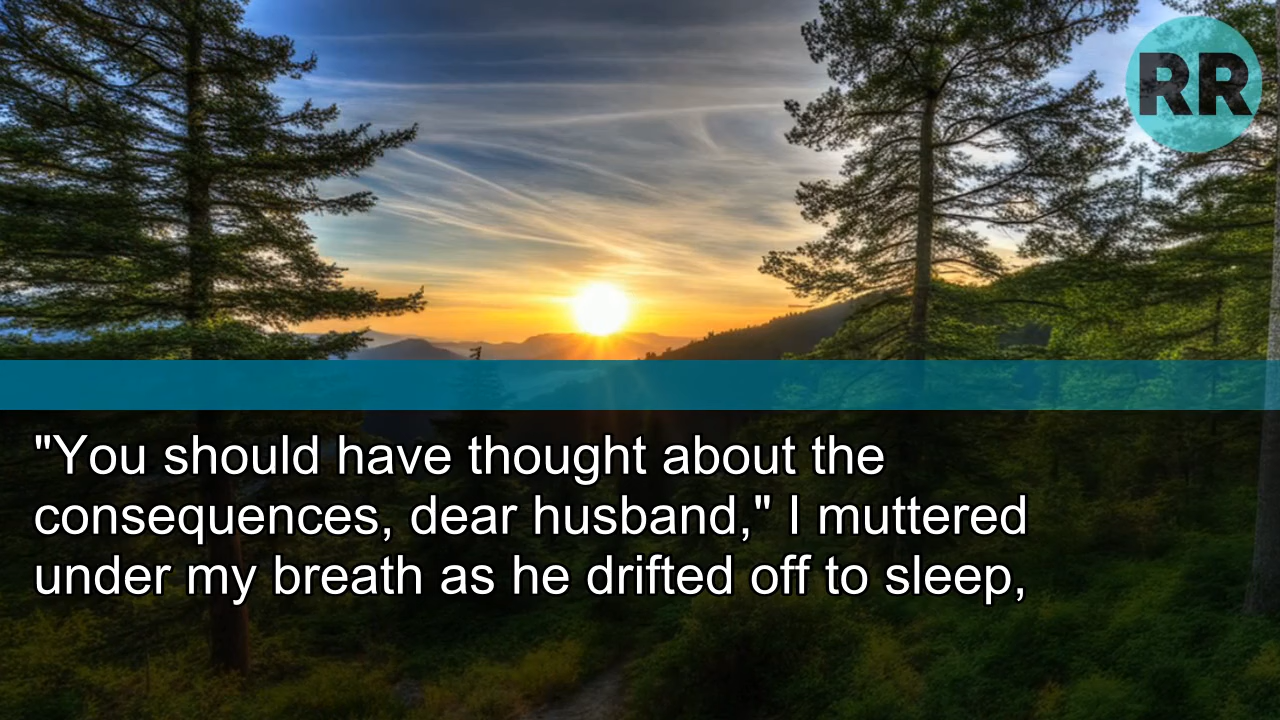 RR
"You should have thought about the
consequences, dear husband," I muttered
under my breath as he drifted off to sleep,